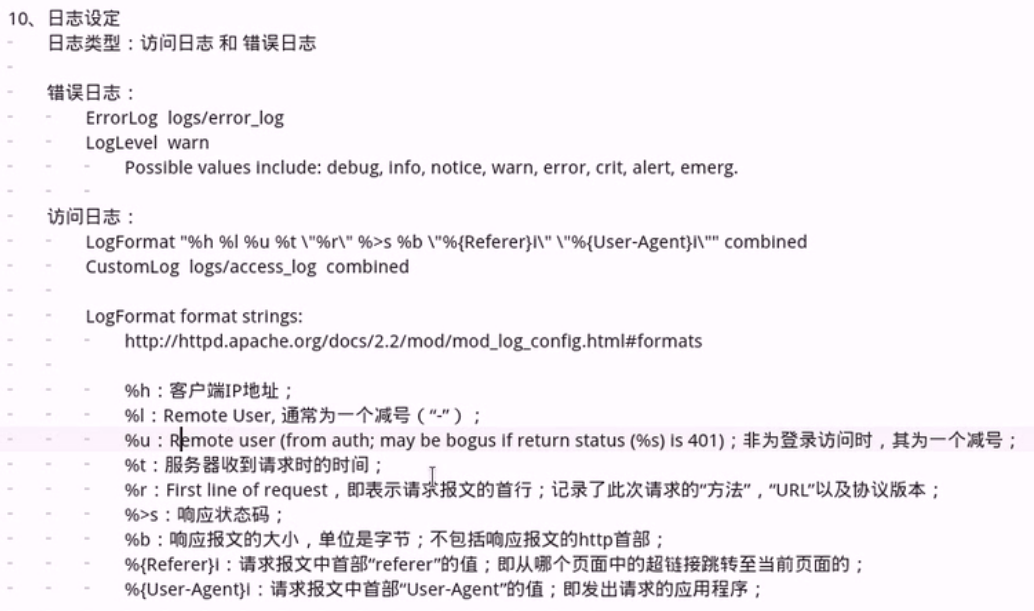 10、日志设定
日志类型：访问日志 和 错误日志
错误日志：
ErrorLog logs/error_log
LogLevel warn
Possible values include: debug, info, notice, warn, error, crit, alert, emerg.
访问日志：
LogFormat "%h %l %u %t \"%r\" %>s %b \"%{Referer}i\" \"%{User-Agent}i\"" combined
CustomLog logs/access_log combined
LogFormat format strings:
http://httpd.apache.org/docs/2.2/mod/mod_log_config.html#formats
%h：客户端IP地址；
%l：Remote User, 通常为一个减号（“-”）；
%u：Remote user (from auth; may be bogus if return status (%s) is 401)；非为登录访问时，其为一个减号；
%t：服务器收到请求时的时间；
%r：First line of request，即表示请求报文的首行；记录了此次请求的“方法”，“URL”以及协议版本；
%>s：响应状态码；
%b：响应报文的大小，单位是字节；不包括响应报文的http首部；
%{Referer}i：请求报文中首部“referer”的值；即从哪个页面中的超链接跳转至当前页面的；
%{User-Agent}i：请求报文中首部“User-Agent”的值；即发出请求的应用程序；